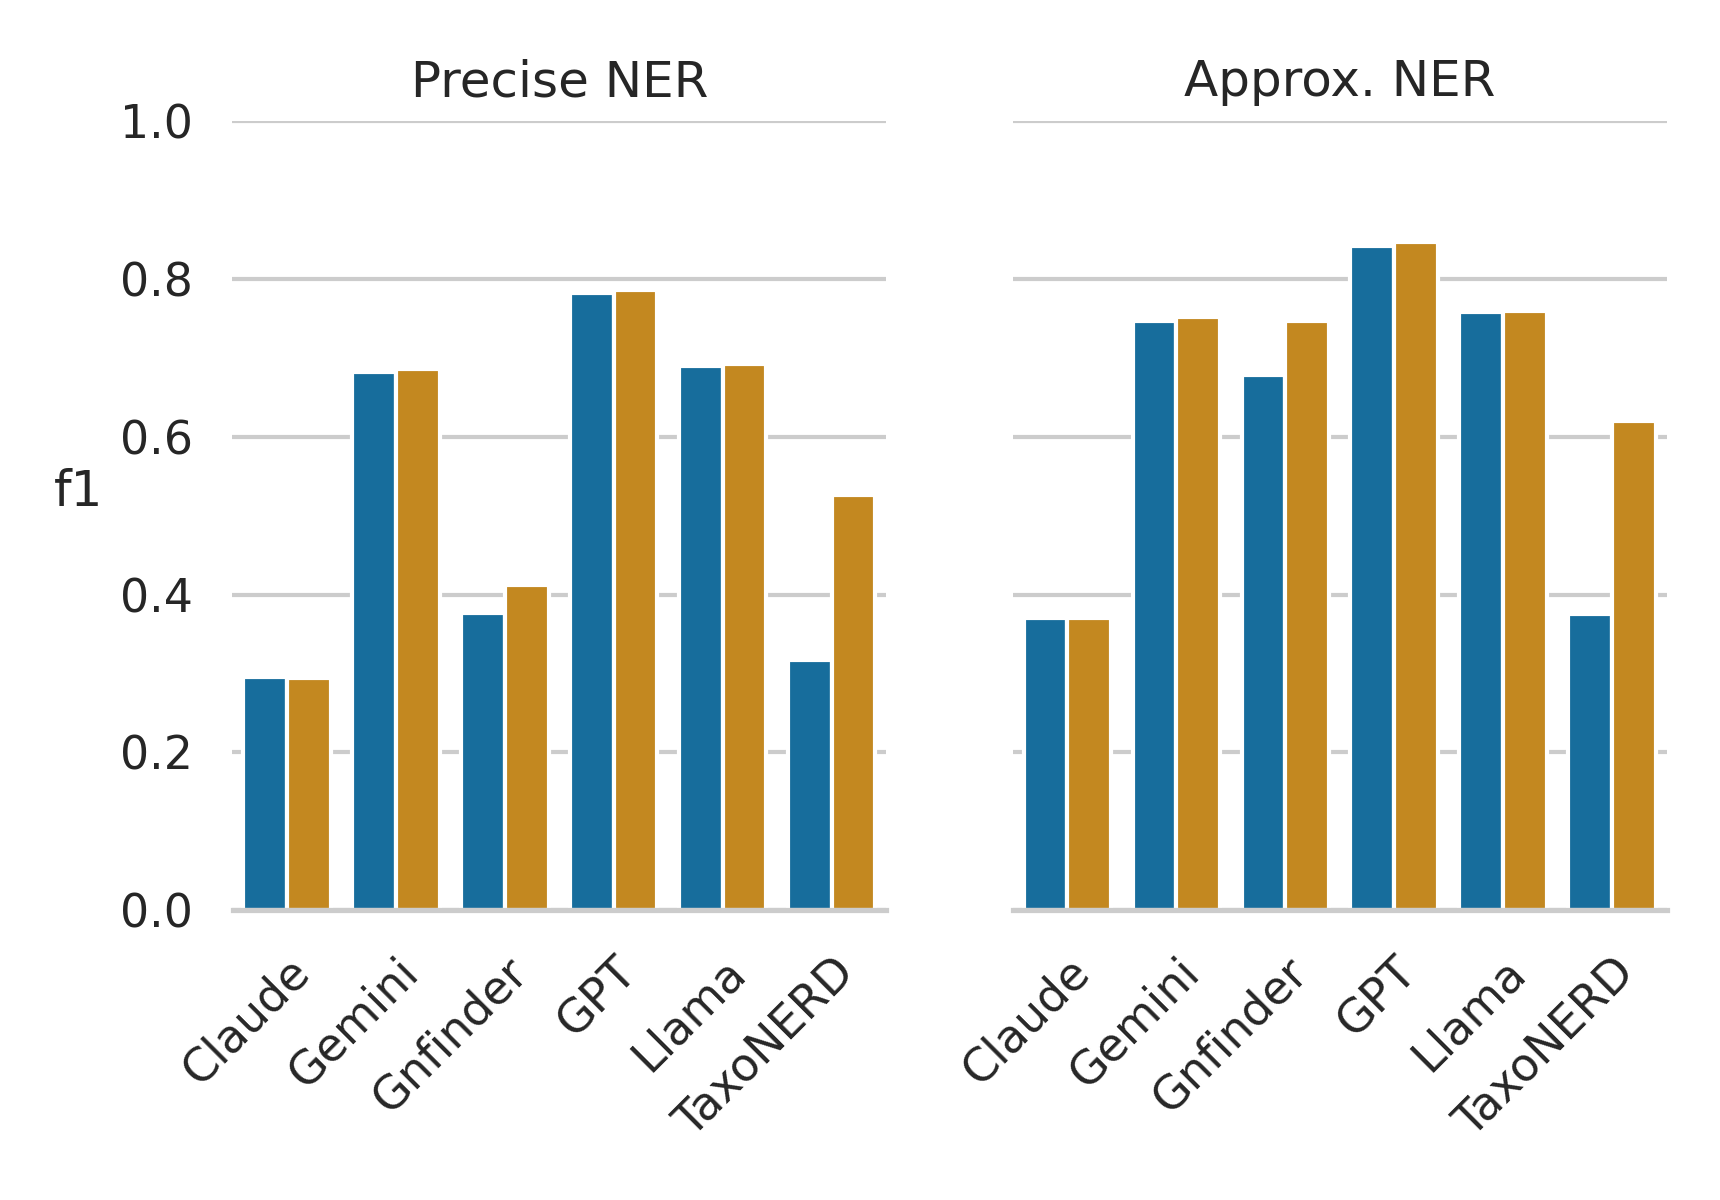 Precise NER
Approx. NER
1.0
0.8
0.6
0.4
0.2
0.0
f1
Claude
Gemini
Gnfinder
GPT
Llama
TaxoNERD
Claude
Gemini
Gnfinder
GPT
Llama
TaxoNERD